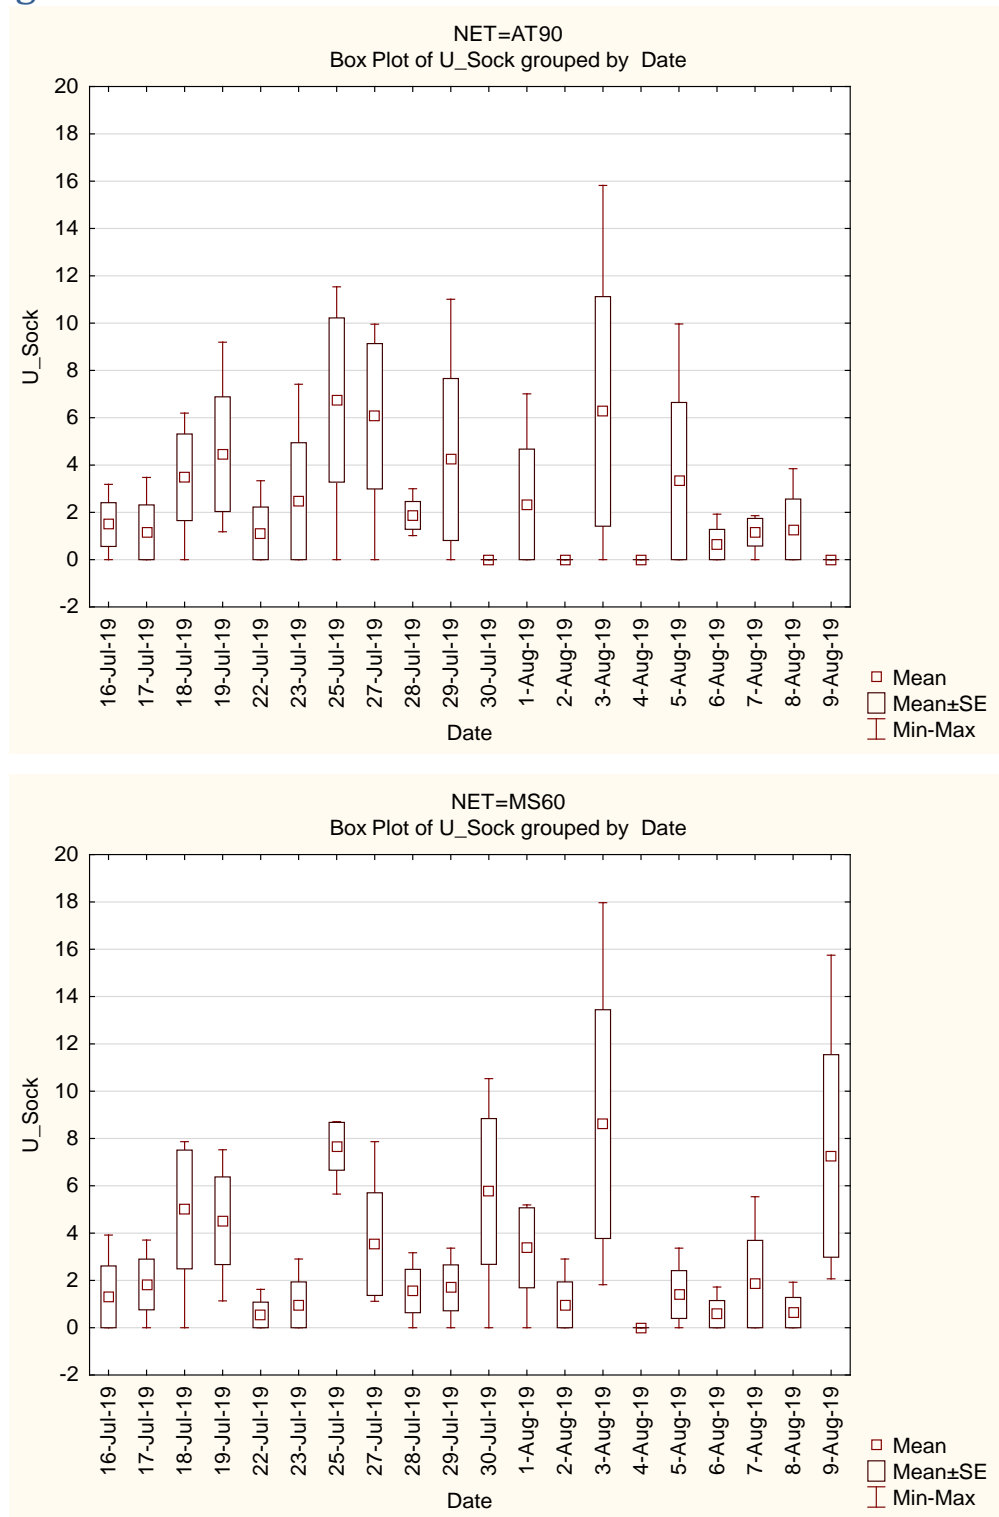 NET=AT90
Box Plot of U_Sock grouped by  Date
20
18
16
14
12
10
8
6
4
2
0
-2
U_Sock
16-Jul-19
17-Jul-19
18-Jul-19
19-Jul-19
22-Jul-19
23-Jul-19
25-Jul-19
27-Jul-19
28-Jul-19
29-Jul-19
30-Jul-19
1-Aug-19
2-Aug-19
3-Aug-19
4-Aug-19
5-Aug-19
6-Aug-19
7-Aug-19
8-Aug-19
9-Aug-19
Date
Mean
Mean±SE
Min-Max
NET=MS60
Box Plot of U_Sock grouped by  Date
20
18
16
14
12
10
8
6
4
2
0
-2
U_Sock
16-Jul-19
17-Jul-19
18-Jul-19
19-Jul-19
22-Jul-19
23-Jul-19
25-Jul-19
27-Jul-19
28-Jul-19
29-Jul-19
30-Jul-19
1-Aug-19
2-Aug-19
3-Aug-19
4-Aug-19
5-Aug-19
6-Aug-19
7-Aug-19
8-Aug-19
9-Aug-19
Date
Mean
Mean±SE
Min-Max